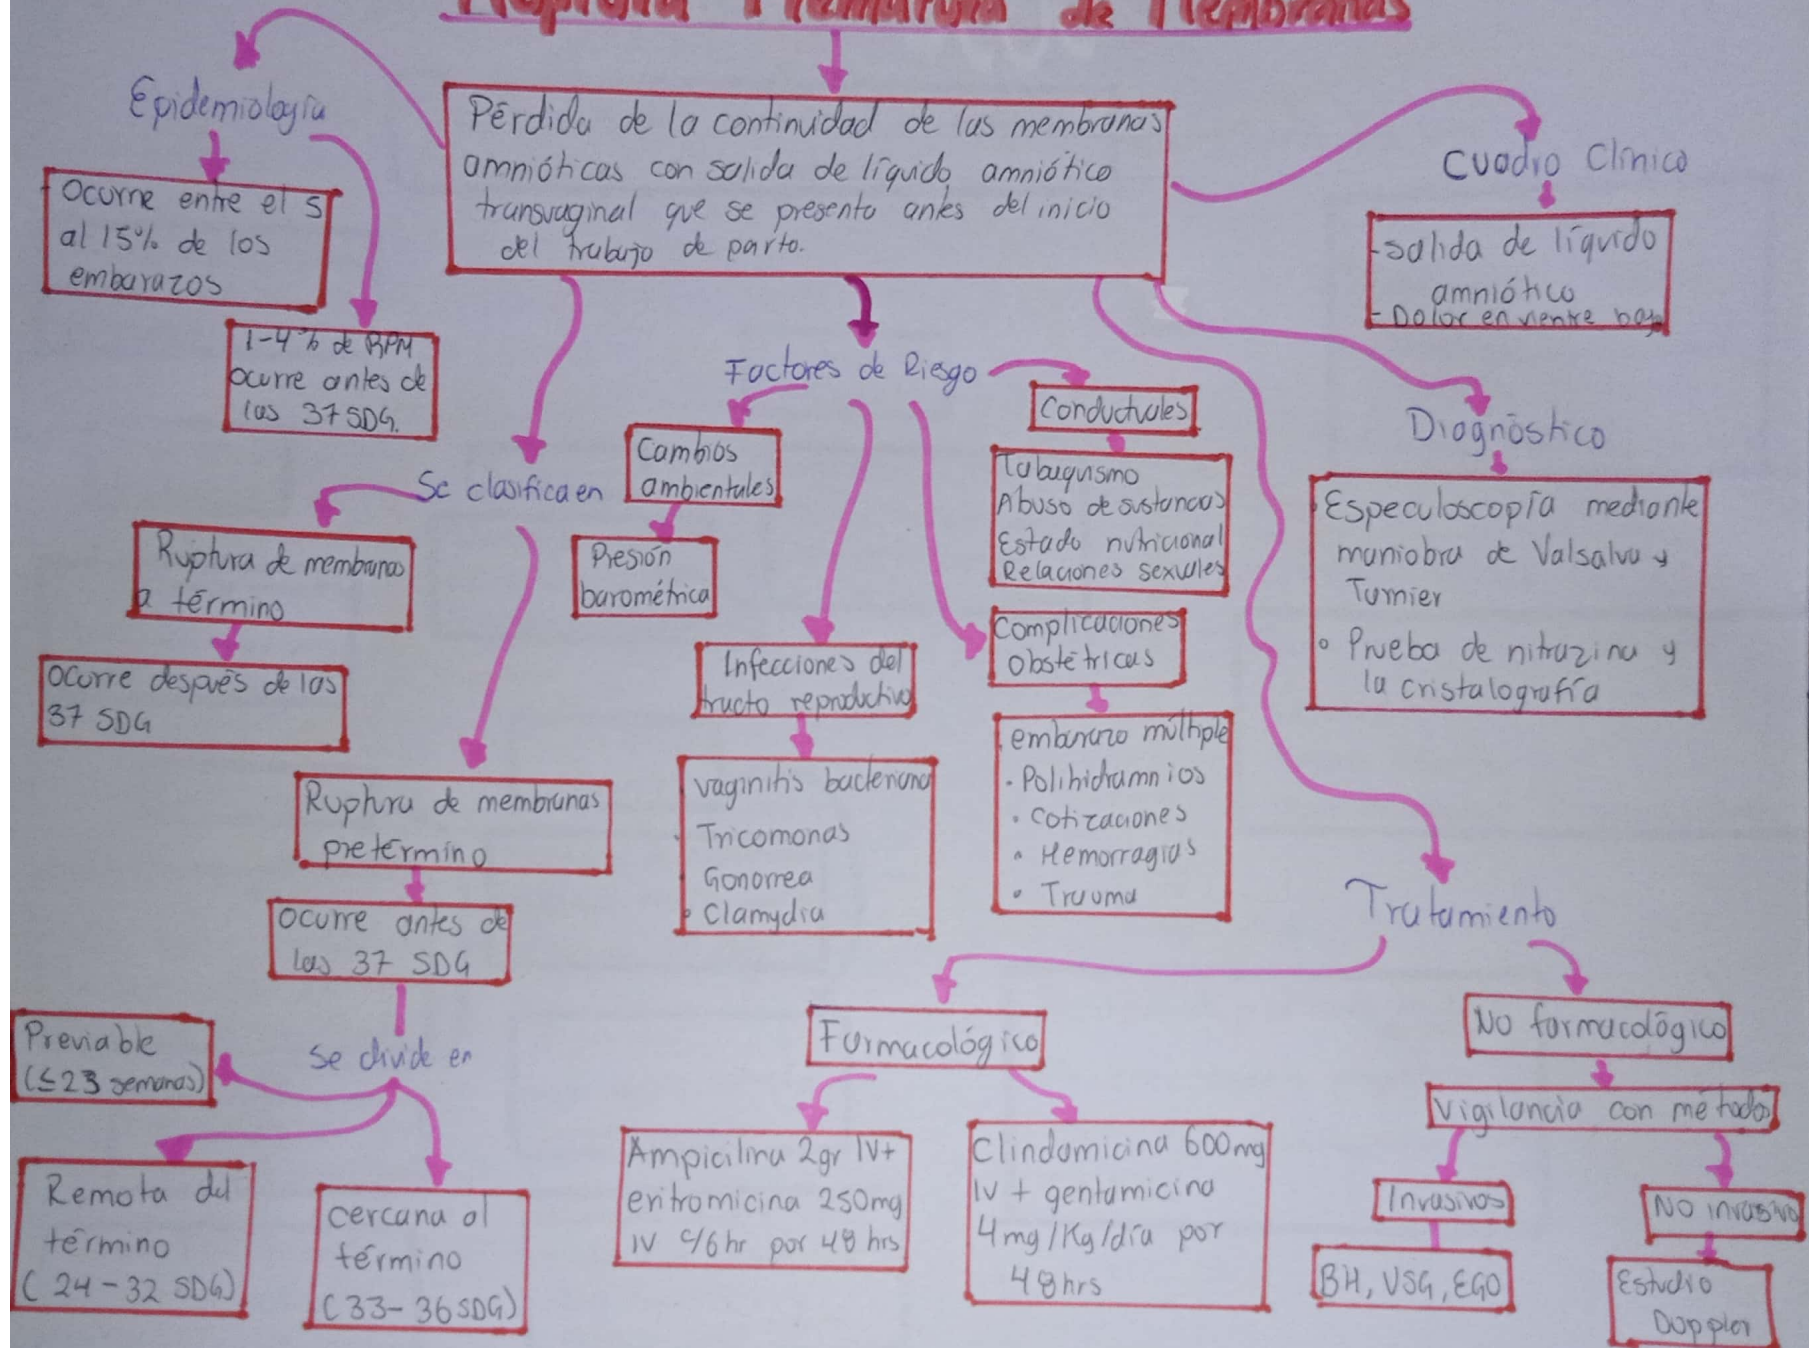 Ruptura Prematura de Membranas
Pérdida de la continuidad de las membranas
amnióticas con salida de líquido amniótico
transvaginal que se presenta antes del inicio
del trabajo de parto.
Epidemiología
Ocurre entre el 5
al 15% de los
embarazos
1-4% de RPM
ocurre antes de
las 37 SDG.
Se clasifica en
Ruptura de membranas
a término
Ocurre después de las
37 SDG
Ruptura de membranas
pretérmino
Ocurre antes de
las 37 SDG
Se divide en
Previable
(≤23 semanas)
Remota del
término
(24-32 SDG)
cercana al
término
(33-36 SDG)
Factores de Riesgo
Cambios
ambientales
Presión
barométrica
Infecciones del
tracto reproductivo
vaginitis bacteriana
Tricomonas
Gonorrea
• Clamydia
Conductuales
Tabaquismo
Abuso de sustancias
Estado nutricional
Relaciones sexuales
Complicaciones
Obstétricas
. embarazo múltiple
. Polihidramnios
• Cotizaciones
• Hemorragias
• Trauma
Cuadro Clínico
- salida de líquido
amniótico
- Dolor en vientre bajo
Diagnóstico
• Especuloscopía mediante
maniobra de Valsalva y
Tarnier
• Prueba de nitrazina y
la cristalografía
Tratamiento
Farmacológico
Ampicilina 2gr IV+
eritromicina 250mg
IV c/6hr por 48 hrs
Clindamicina 600mg
IV + gentamicina
4mg/Kg/día por
48hrs
No farmacológico
Vigilancia con métodos
Invasivos
BH, VSG, EGO
No invasivo
Estudio
Doppler